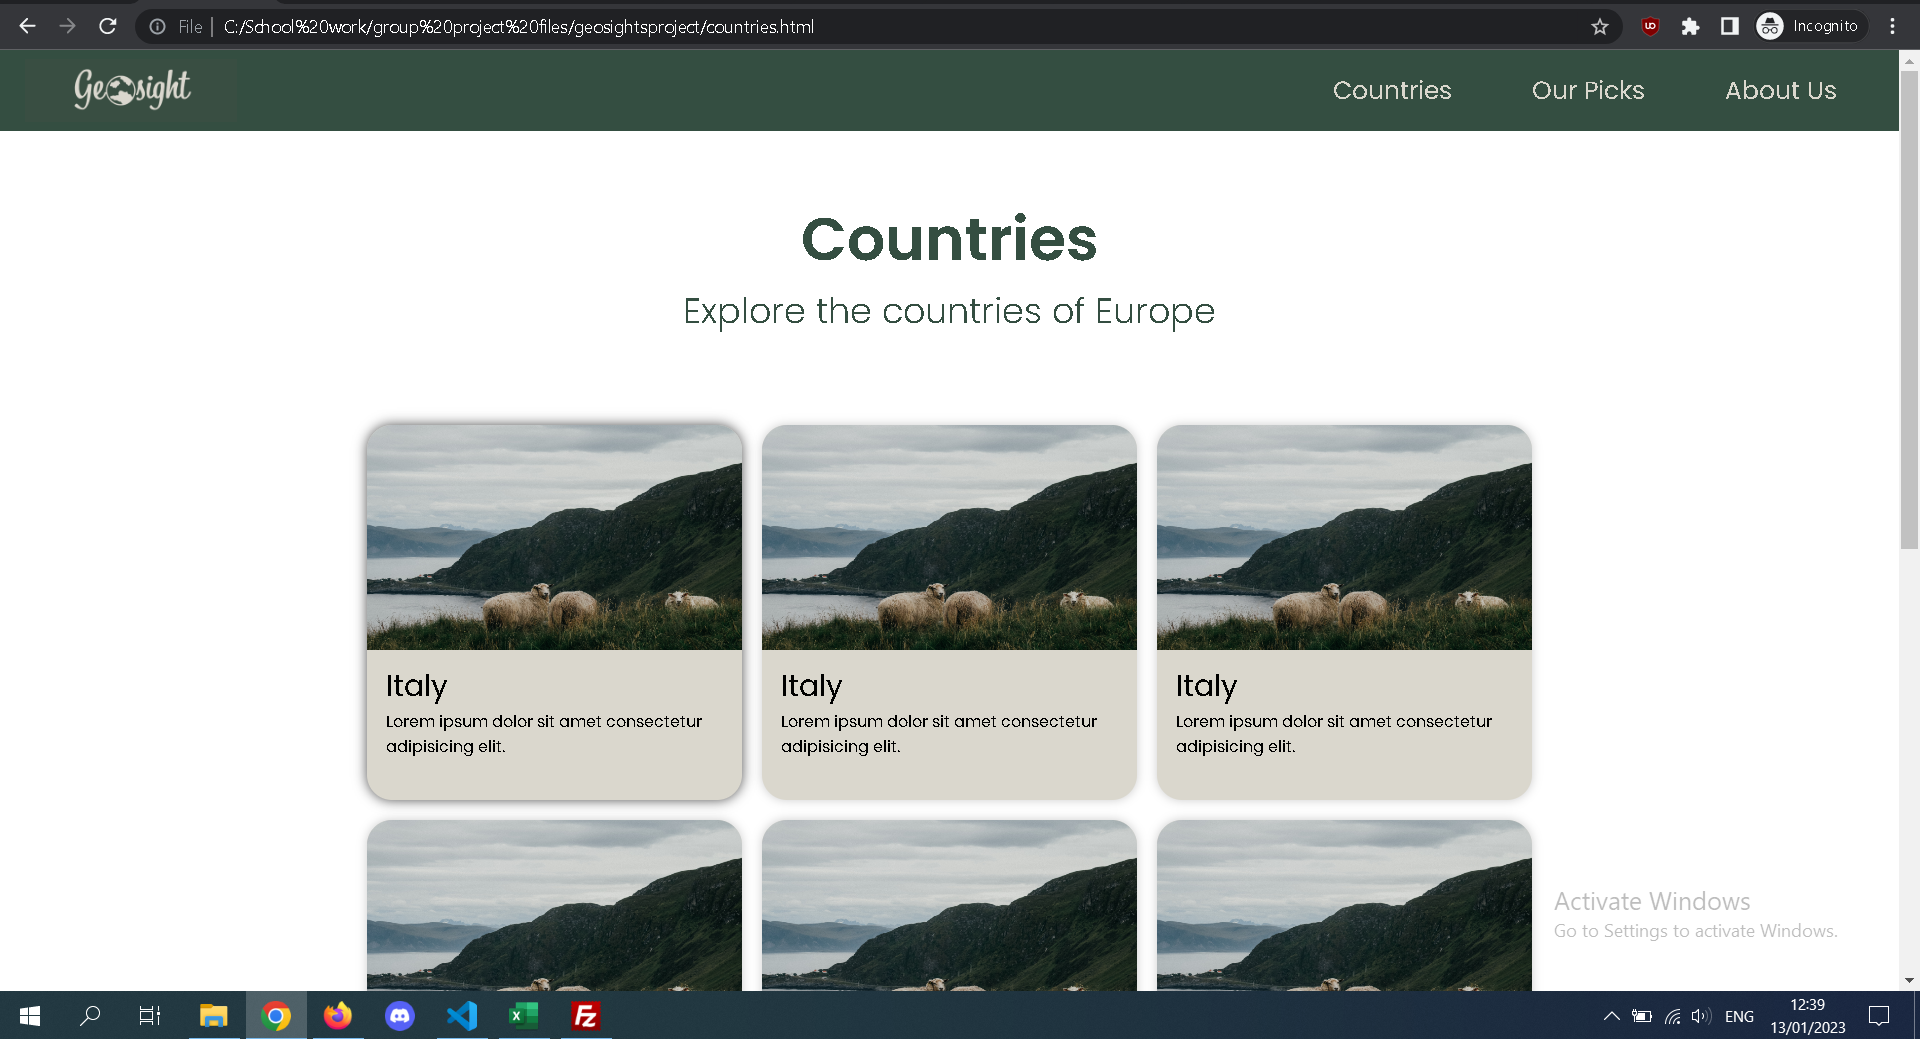 File | C:/School%20work/group%20project%20files/geosightsproject/countries.html
Incognito
Geosight
Countries
Our Picks
About Us
Countries
Explore the countries of Europe
Italy
Lorem ipsum dolor sit amet consectetur
adipisicing elit.
Italy
Lorem ipsum dolor sit amet consectetur
adipisicing elit.
Italy
Lorem ipsum dolor sit amet consectetur
adipisicing elit.
Activate Windows
Go to Settings to activate Windows.
ENG
12:39
13/01/2023